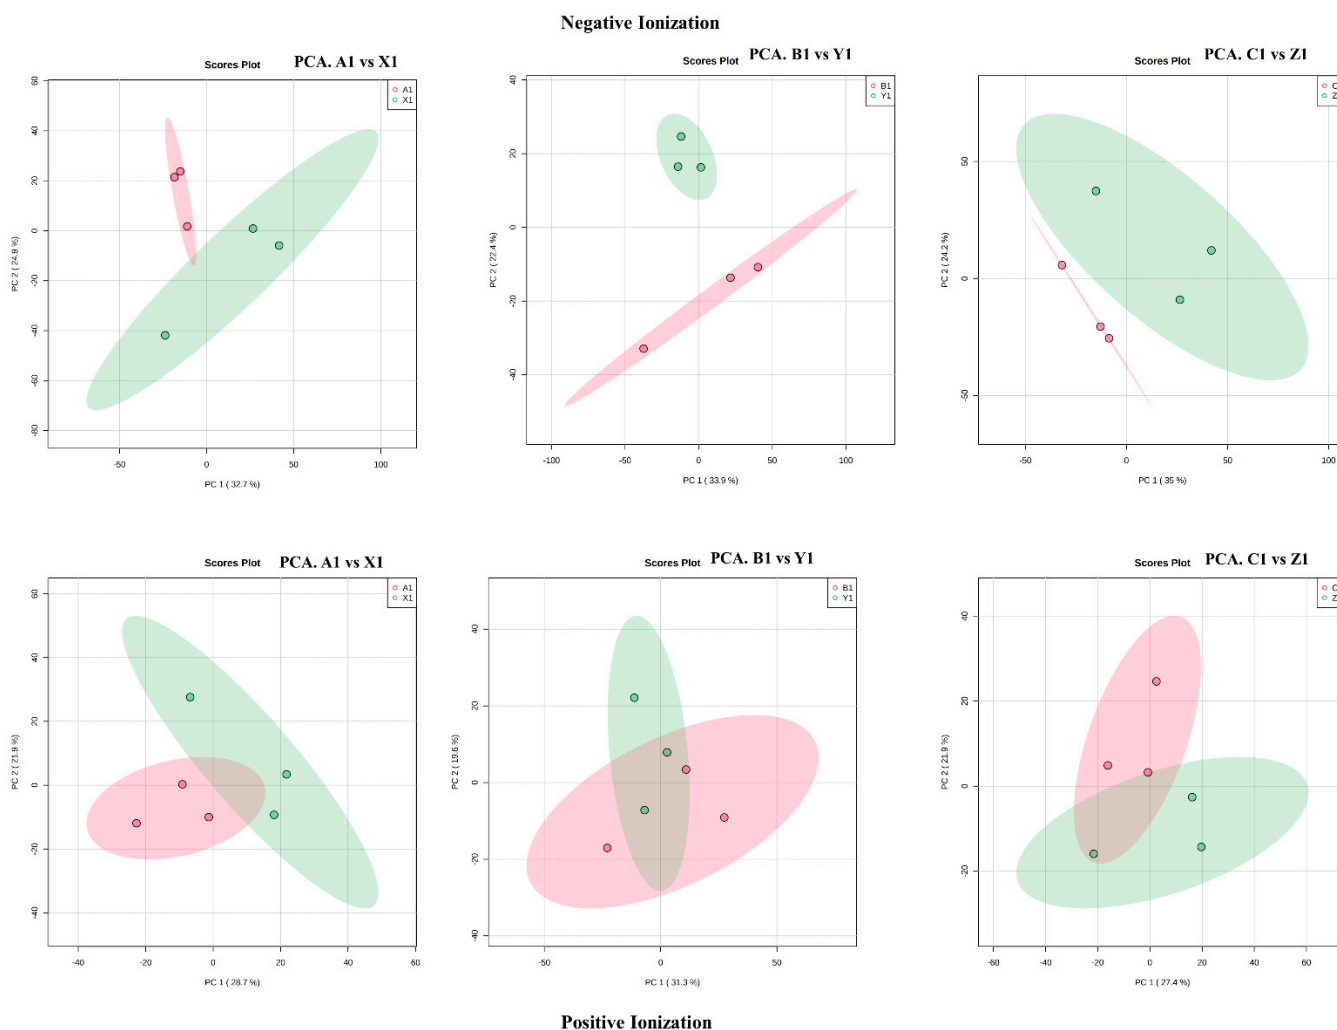 Negative Ionization
Scores Plot PCA. A1 vs X1
A1
X1
60
40
20
0
-20
-40
-60
-80
PC 2 ( 24.9 %)
-50 0 50 100
PC 1 ( 32.7 %)
Scores Plot PCA. B1 vs Y1
B1
Y1
40
20
0
-20
-40
PC 2 ( 22.4 %)
-100 -50 0 50 100
PC 1 ( 33.9 %)
Scores Plot PCA. C1 vs Z1
C
Z
50
0
-50
PC 2 ( 24.2 %)
-50 0 50 100
PC 1 ( 35 %)
Scores Plot PCA. A1 vs X1
A1
X1
60
40
20
0
-20
-40
PC 2 ( 21.9 %)
-40 -20 0 20 40 60
PC 1 ( 28.7 %)
Scores Plot PCA. B1 vs Y1
B1
Y1
40
20
0
-20
-40
PC 2 ( 19.6 %)
-50 0 50
PC 1 ( 31.3 %)
Scores Plot PCA. C1 vs Z1
C
Z
40
20
0
-20
PC 2 ( 21.9 %)
-60 -40 -20 0 20 40 60
PC 1 ( 27.4 %)
Positive Ionization